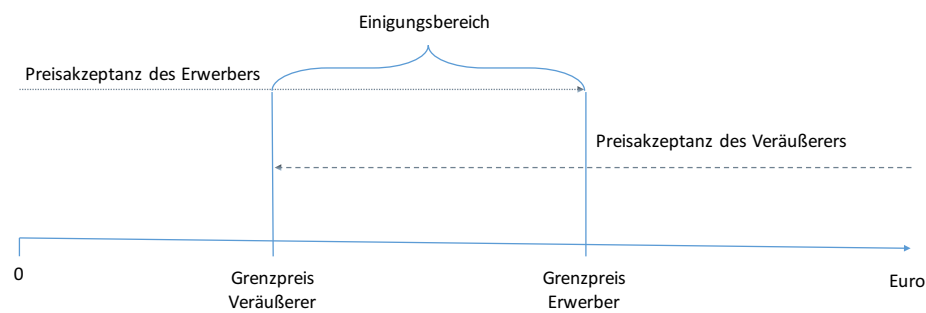 Einigungsbereich
Preisakzeptanz des Erwerbers
Preisakzeptanz des Veräußerers
0
Grenzpreis
Veräußerer
Grenzpreis
Erwerber
Euro